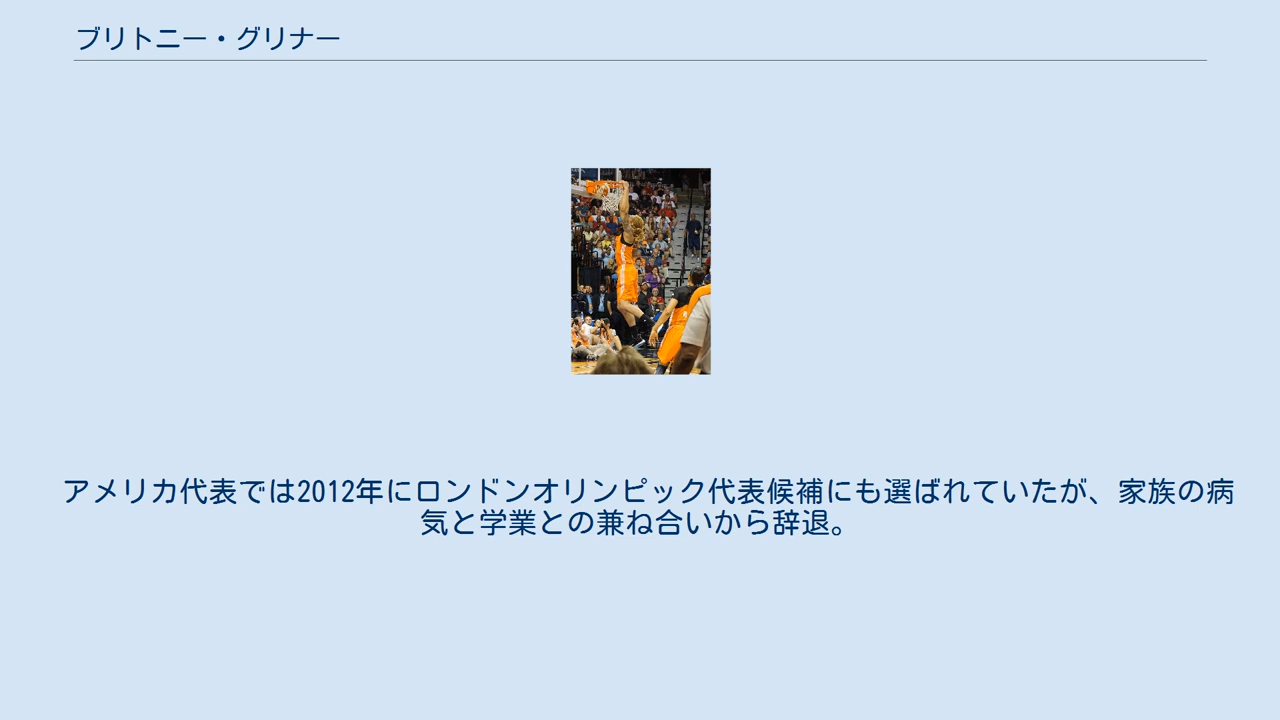 ブリトニー・グリナー
アメリカ代表では2012年にロンドンオリンピック代表候補にも選ばれていたが、家族の病
気と学業との兼ね合いから辞退。